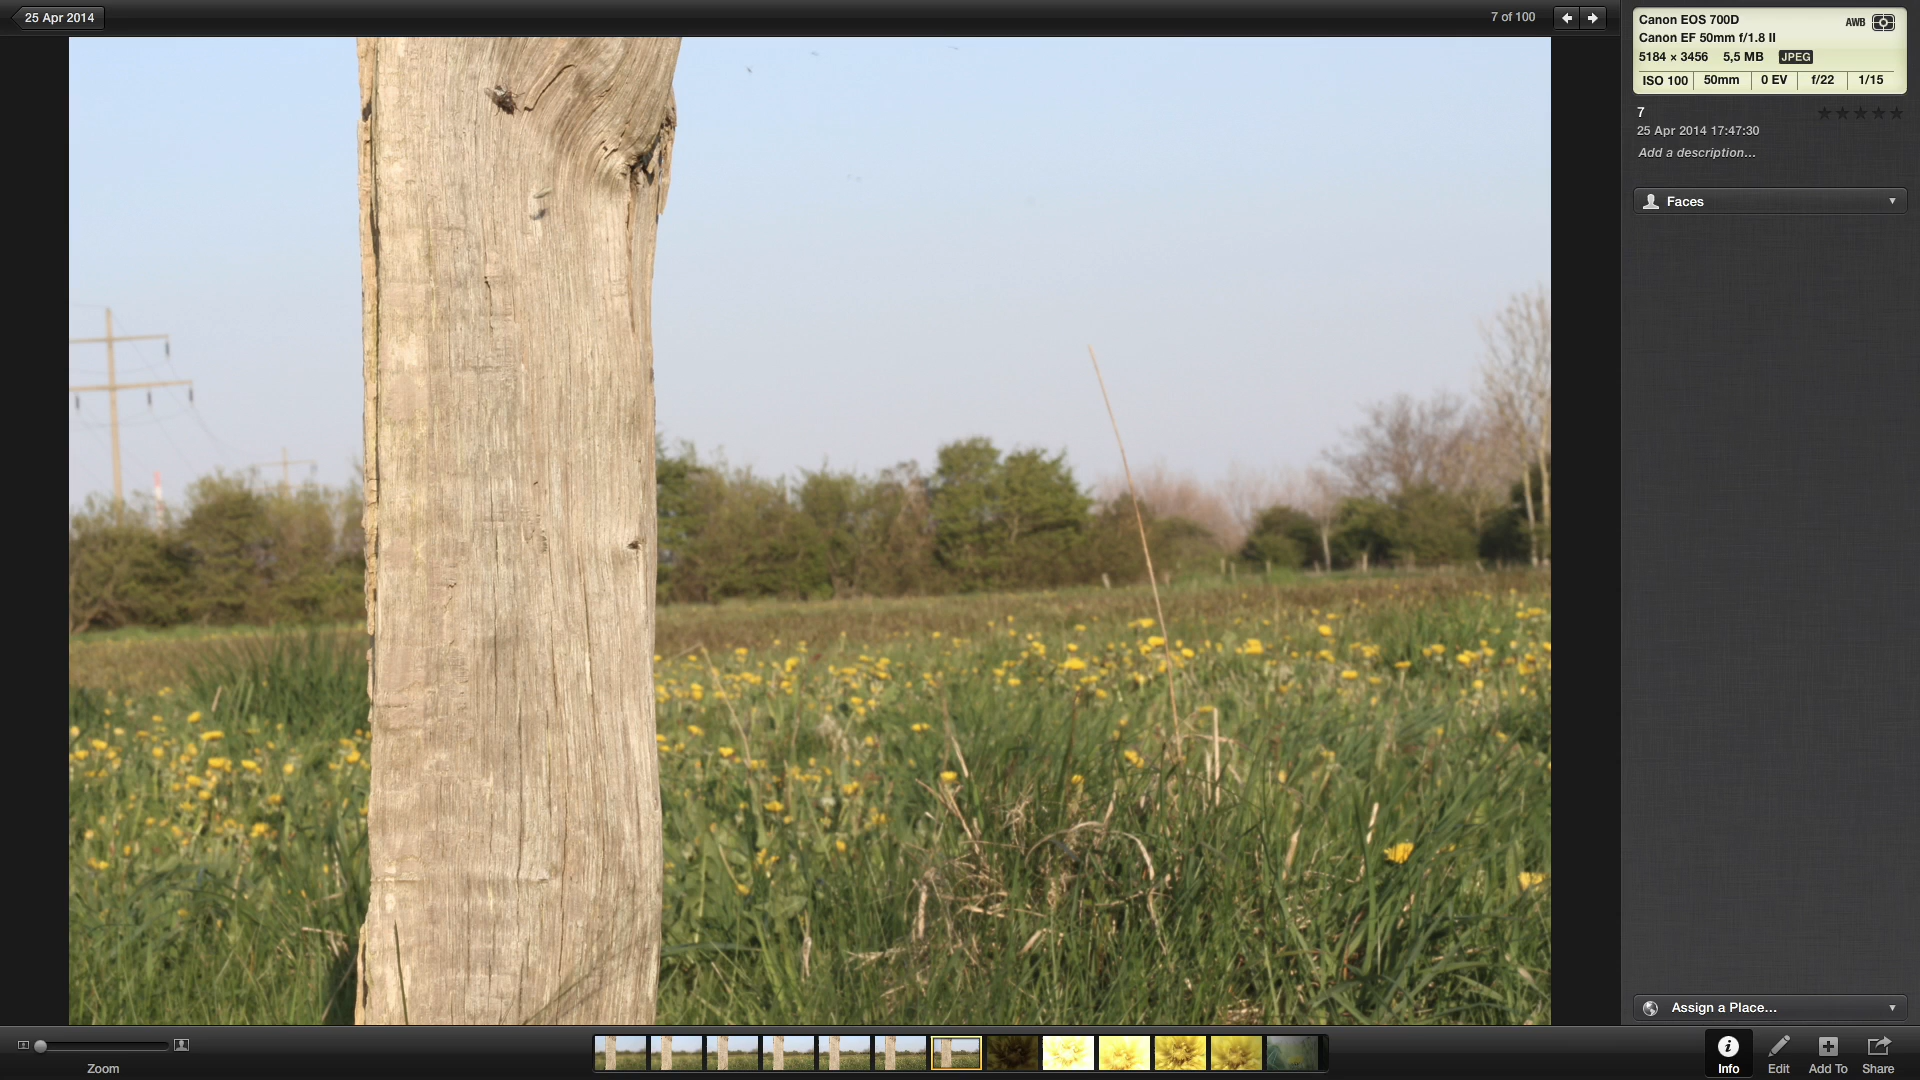 25 Apr 2014
7 of 100
Canon EOS 700D
AWB
Canon EF 50mm f/1.8 II
5184 × 3456 5,5 MB JPEG
ISO 100 50mm 0 EV f/22 1/15
7
25 Apr 2014 17:47:30
Add a description...
Faces
Assign a Place...
Zoom
Info
Edit
Add To
Share